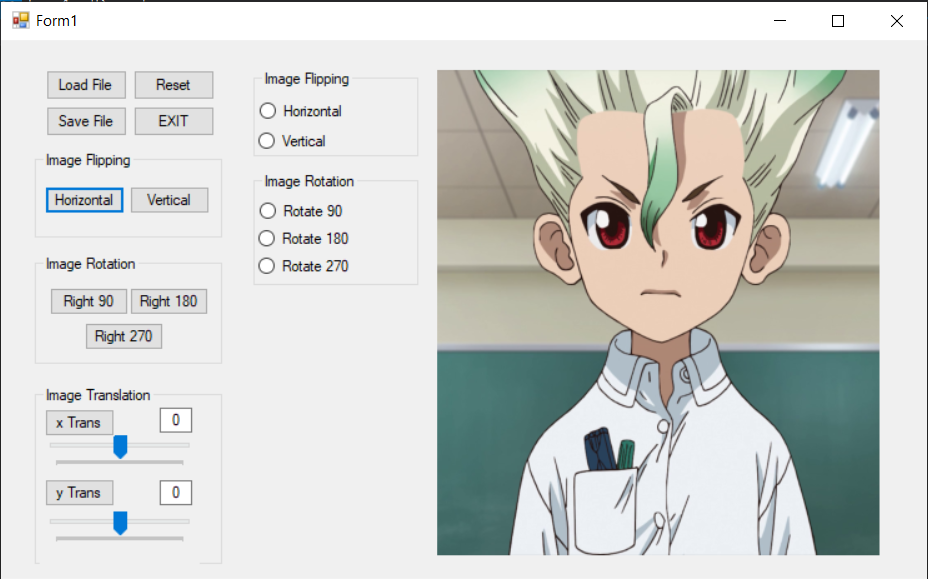 Form1
Load File
Reset
Save File
EXIT
Image Flipping
Horizontal
Vertical
Image Rotation
Right 90
Right 180
Right 270
Image Translation
x Trans
0
y Trans
0
Image Flipping
Horizontal
Vertical
Image Rotation
Rotate 90
Rotate 180
Rotate 270